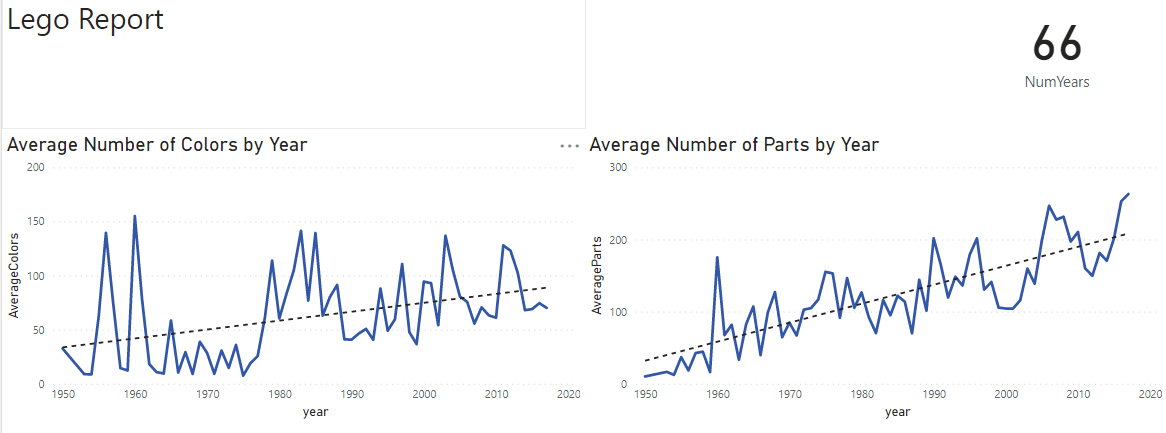 Lego Report
66
NumYears
Average Number of Colors by Year
AverageColors
200
150
100
50
0
1950 1960 1970 1980 1990 2000 2010 2020
year
Average Number of Parts by Year
AverageParts
300
200
100
0
1950 1960 1970 1980 1990 2000 2010 2020
year